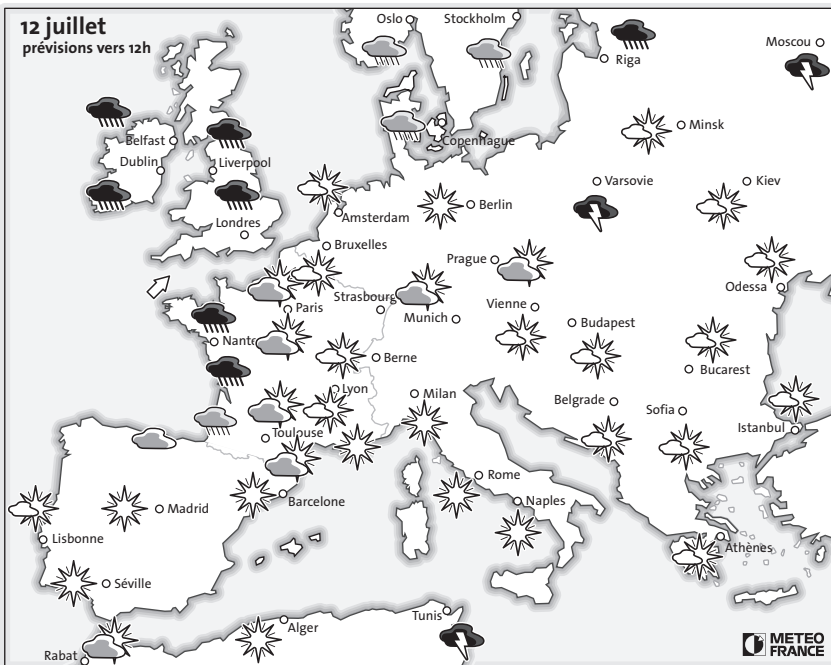 12 juillet
prévisions vers 12h
Oslo
Stockholm
Riga
Moscou
Belfast
Copenhague
Minsk
Dublin
Liverpool
Varsovie
Kiev
Londres
Amsterdam
Berlin
Bruxelles
Prague
Odessa
Strasbourg
Paris
Munich
Vienne
Budapest
Nantes
Berne
Bucarest
Lyon
Milan
Belgrade
Sofia
Istanbul
Toulouse
Rome
Naples
Barcelone
Madrid
Lisbonne
Athènes
Séville
Tunis
Alger
Rabat
METEO
FRANCE